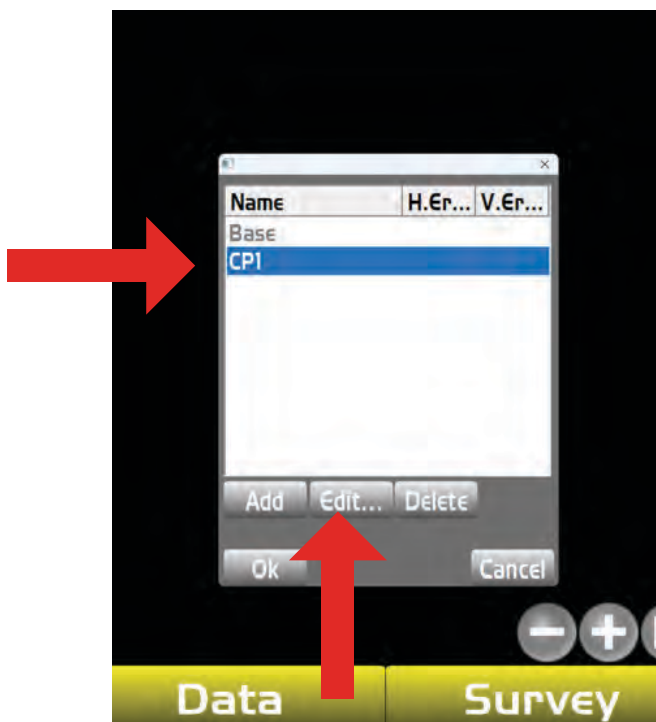 Name H.Er... V.Er...
Base
CP1
Add Edit... Delete
Ok Cancel
Data Survey